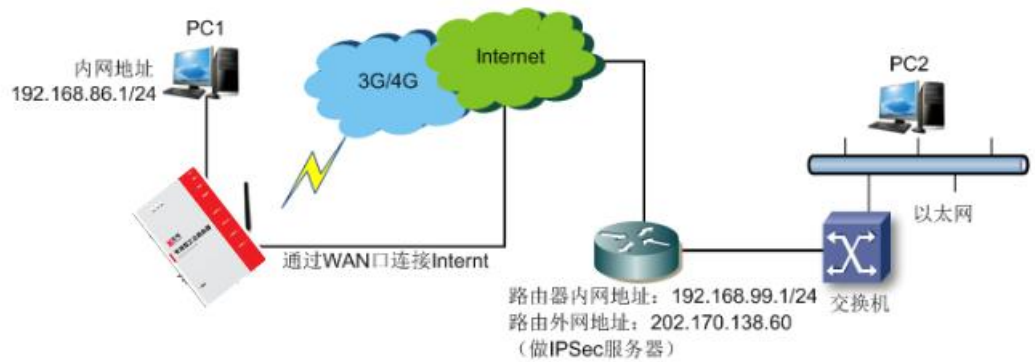 PC1
内网地址
192.168.86.1/24
3G/4G
Internet
PC2
以太网
通过WAN口连接Internt
路由器内网地址：192.168.99.1/24
路由外网地址：202.170.138.60
（做IPSec服务器）
交换机